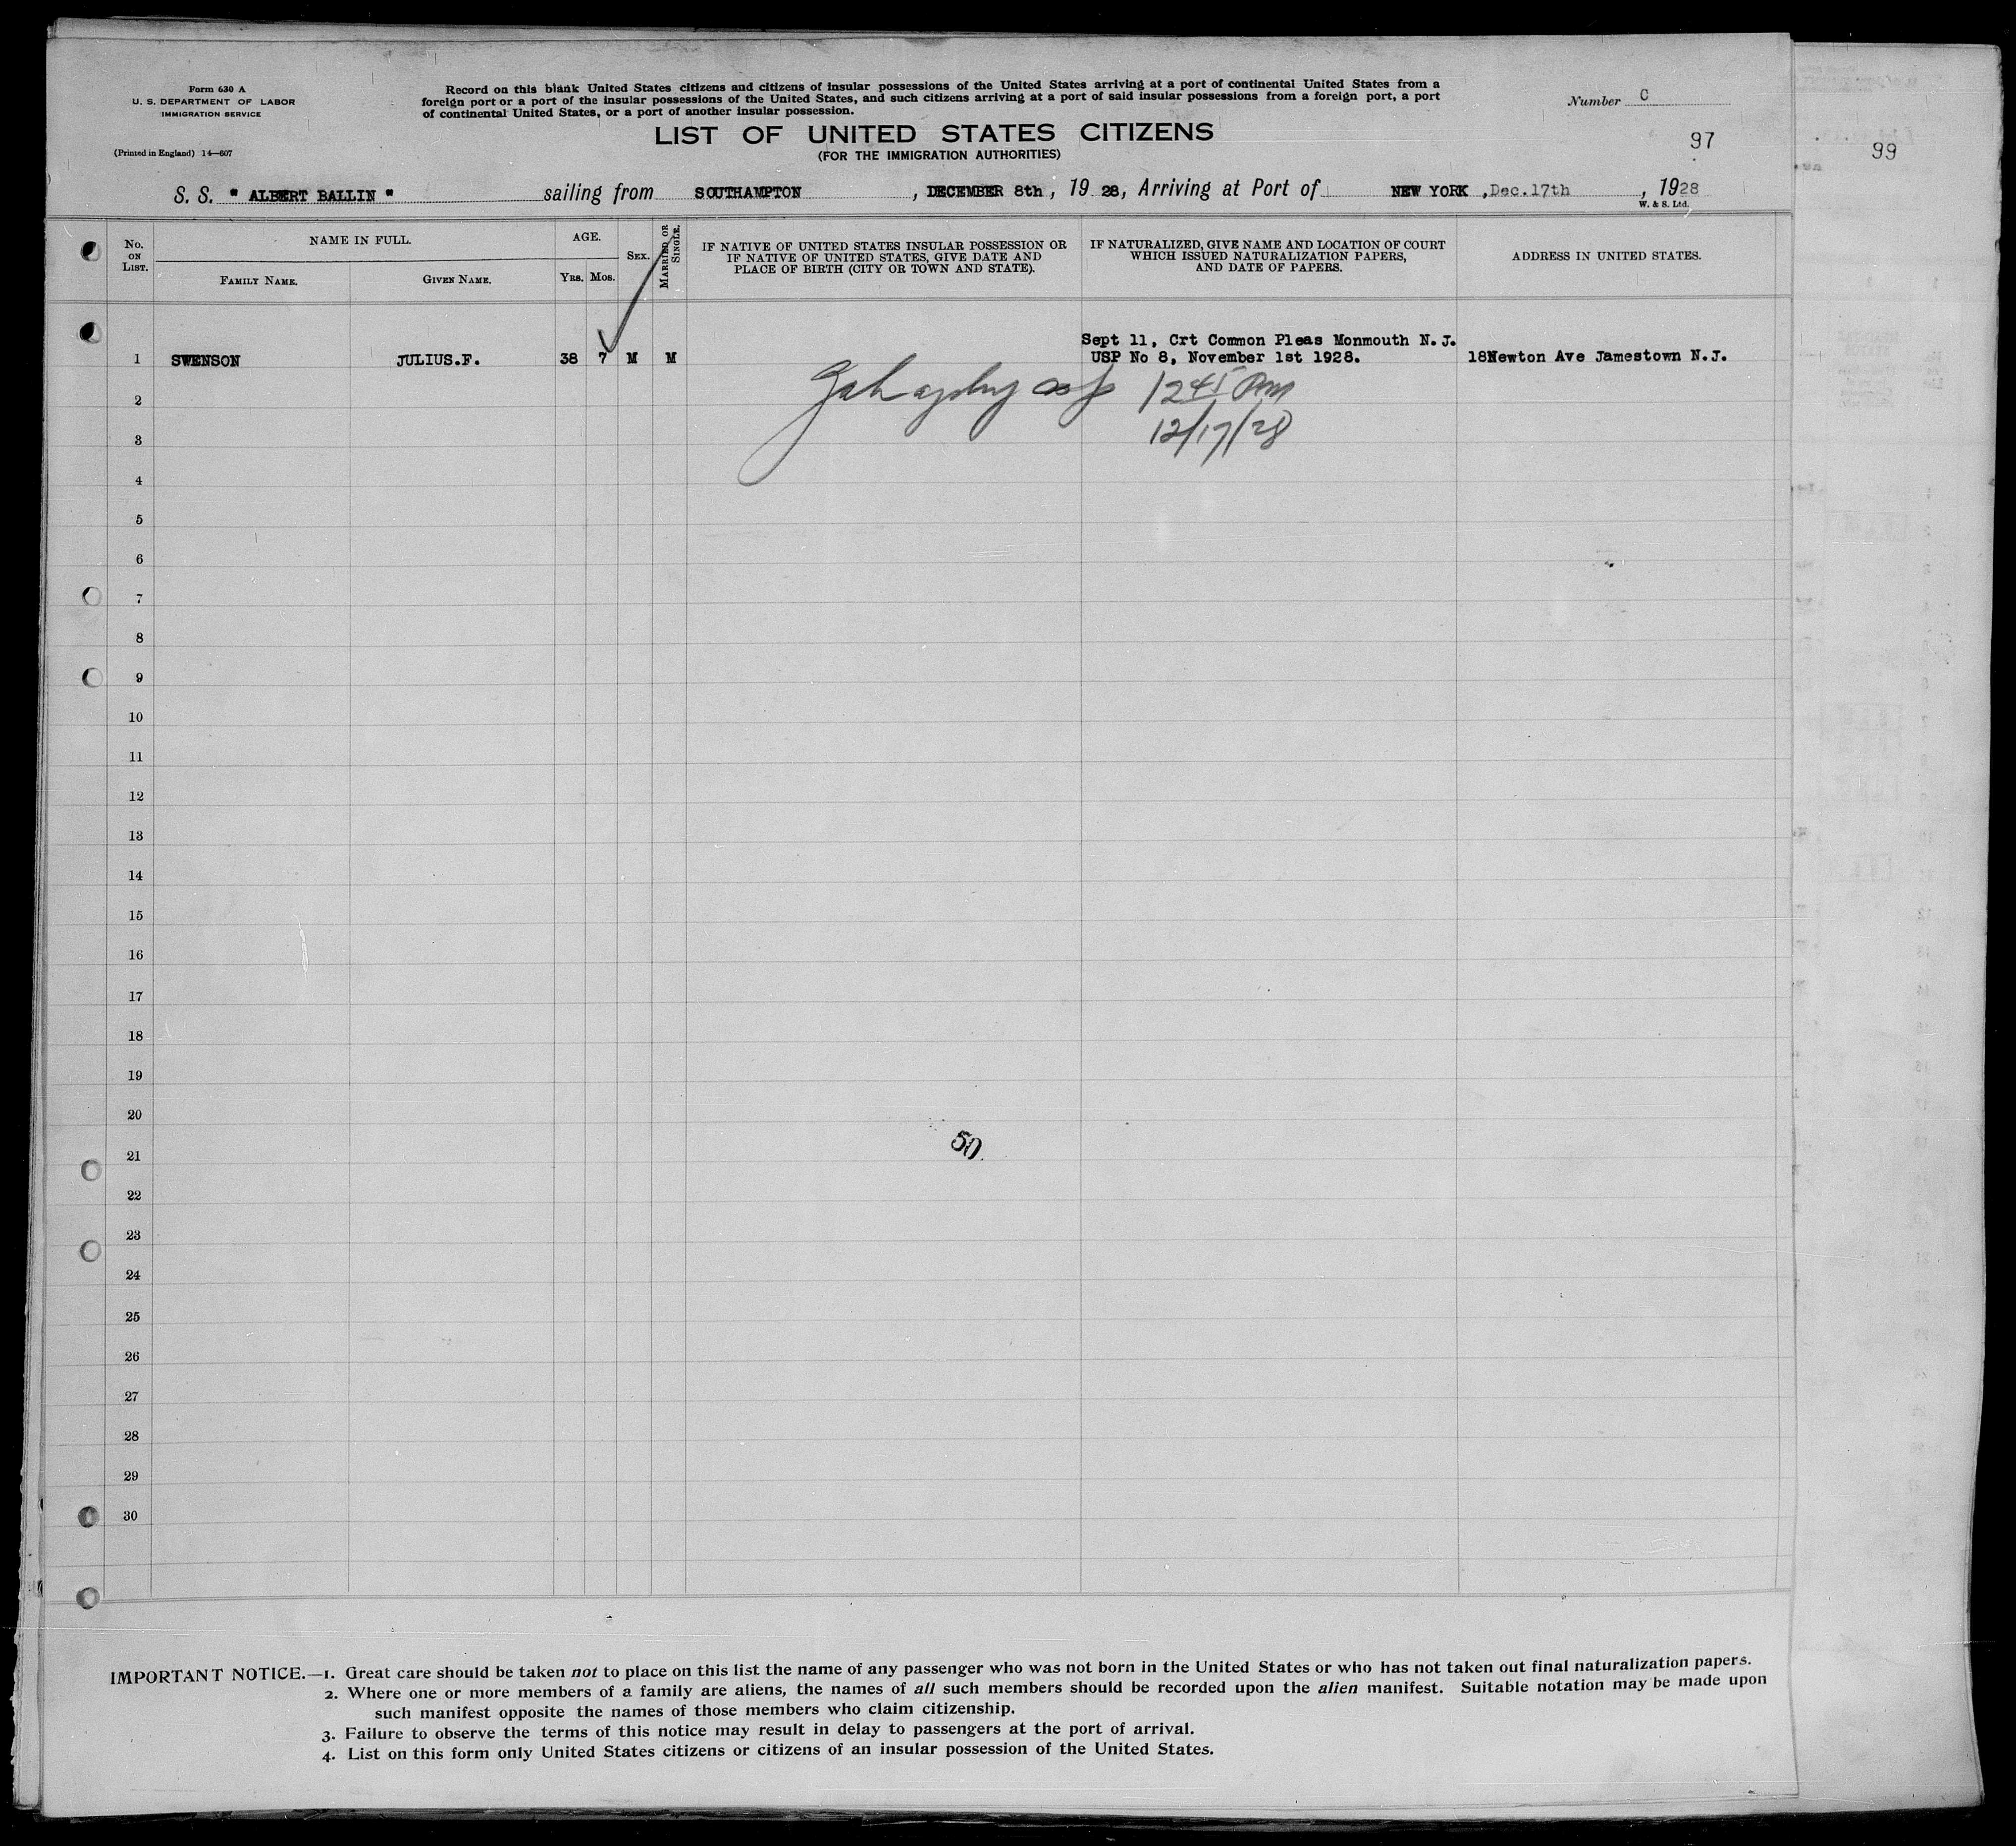 Form 630 A
U. S. DEPARTMENT OF LABOR
IMMIGRATION SERVICE
(Printed in England) 14—607
Record on this blank United States citizens and citizens of insular possessions of the United States arriving at a port of continental United States from a
foreign port or a port of the insular possessions of the United States, and such citizens arriving at a port of said insular possessions from a foreign port, a port
of continental United States, or a port of another insular possession.
Number C
LIST OF UNITED STATES CITIZENS
(FOR THE IMMIGRATION AUTHORITIES)
97
99
S. S. " ALBERT BALLIN " sailing from SOUTHAMPTON , DECEMBER 8th , 19 28, Arriving at Port of NEW YORK ,Dec.17th , 1928
W. & S. Ltd.
No. ON LIST.
NAME IN FULL.
FAMILY NAME.
GIVEN NAME.
AGE.
YRS. MOS.
SEX.
MARRIED OR SINGLE.
IF NATIVE OF UNITED STATES INSULAR POSSESSION OR
IF NATIVE OF UNITED STATES, GIVE DATE AND
PLACE OF BIRTH (CITY OR TOWN AND STATE).
IF NATURALIZED, GIVE NAME AND LOCATION OF COURT
WHICH ISSUED NATURALIZATION PAPERS,
AND DATE OF PAPERS.
ADDRESS IN UNITED STATES.
Sept 11, Crt Common Pleas Monmouth N.J.
1 SWENSON JULIUS.F. 38 7 M M USP No 8, November 1st 1928. 18Newton Ave Jamestown N.J.
12 45 Pm
2
12/17/28
3
4
5
6
7
8
9
10
11
12
13
14
15
16
17
18
19
20
50
21
22
23
24
25
26
27
28
29
30
IMPORTANT NOTICE.—1. Great care should be taken not to place on this list the name of any passenger who was not born in the United States or who has not taken out final naturalization papers.
2. Where one or more members of a family are aliens, the names of all such members should be recorded upon the alien manifest. Suitable notation may be made upon
such manifest opposite the names of those members who claim citizenship.
3. Failure to observe the terms of this notice may result in delay to passengers at the port of arrival.
4. List on this form only United States citizens or citizens of an insular possession of the United States.